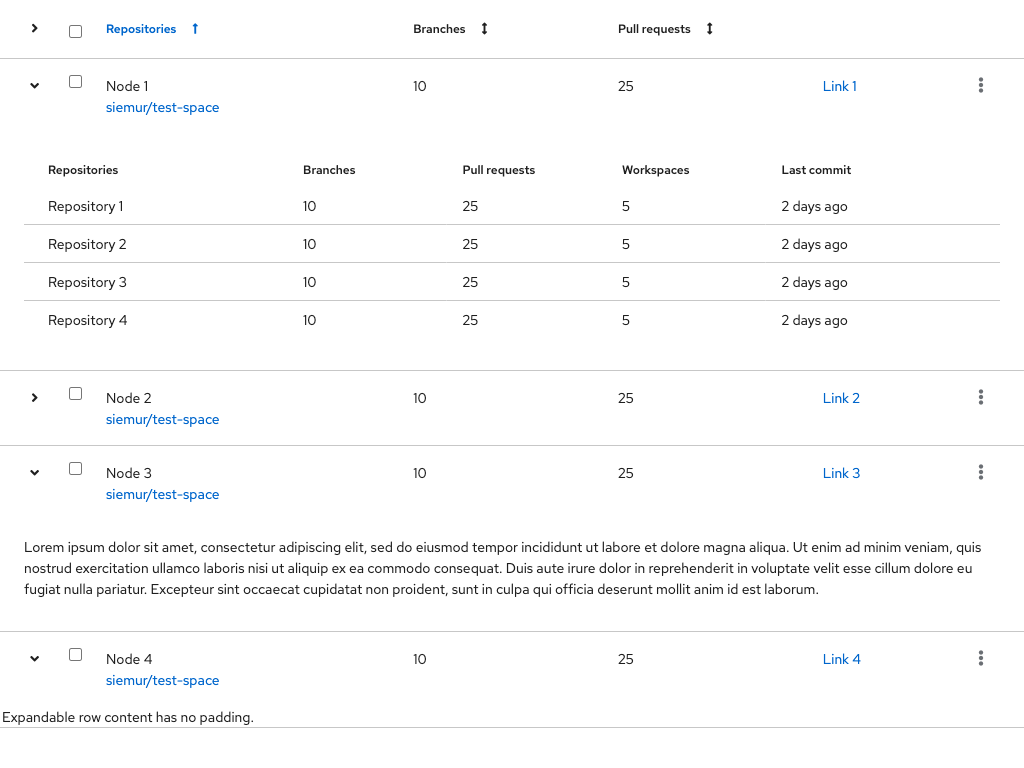 Repositories Branches Pull requests
Node 1 10 25 Link 1
siemur/test-space
Repositories Branches Pull requests Workspaces Last commit
Repository 1 10 25 5 2 days ago
Repository 2 10 25 5 2 days ago
Repository 3 10 25 5 2 days ago
Repository 4 10 25 5 2 days ago
Node 2 10 25 Link 2
siemur/test-space
Node 3 10 25 Link 3
siemur/test-space
Lorem ipsum dolor sit amet, consectetur adipiscing elit, sed do eiusmod tempor incididunt ut labore et dolore magna aliqua. Ut enim ad minim veniam, quis
nostrud exercitation ullamco laboris nisi ut aliquip ex ea commodo consequat. Duis aute irure dolor in reprehenderit in voluptate velit esse cillum dolore eu
fugiat nulla pariatur. Excepteur sint occaecat cupidatat non proident, sunt in culpa qui officia deserunt mollit anim id est laborum.
Node 4 10 25 Link 4
siemur/test-space
Expandable row content has no padding.